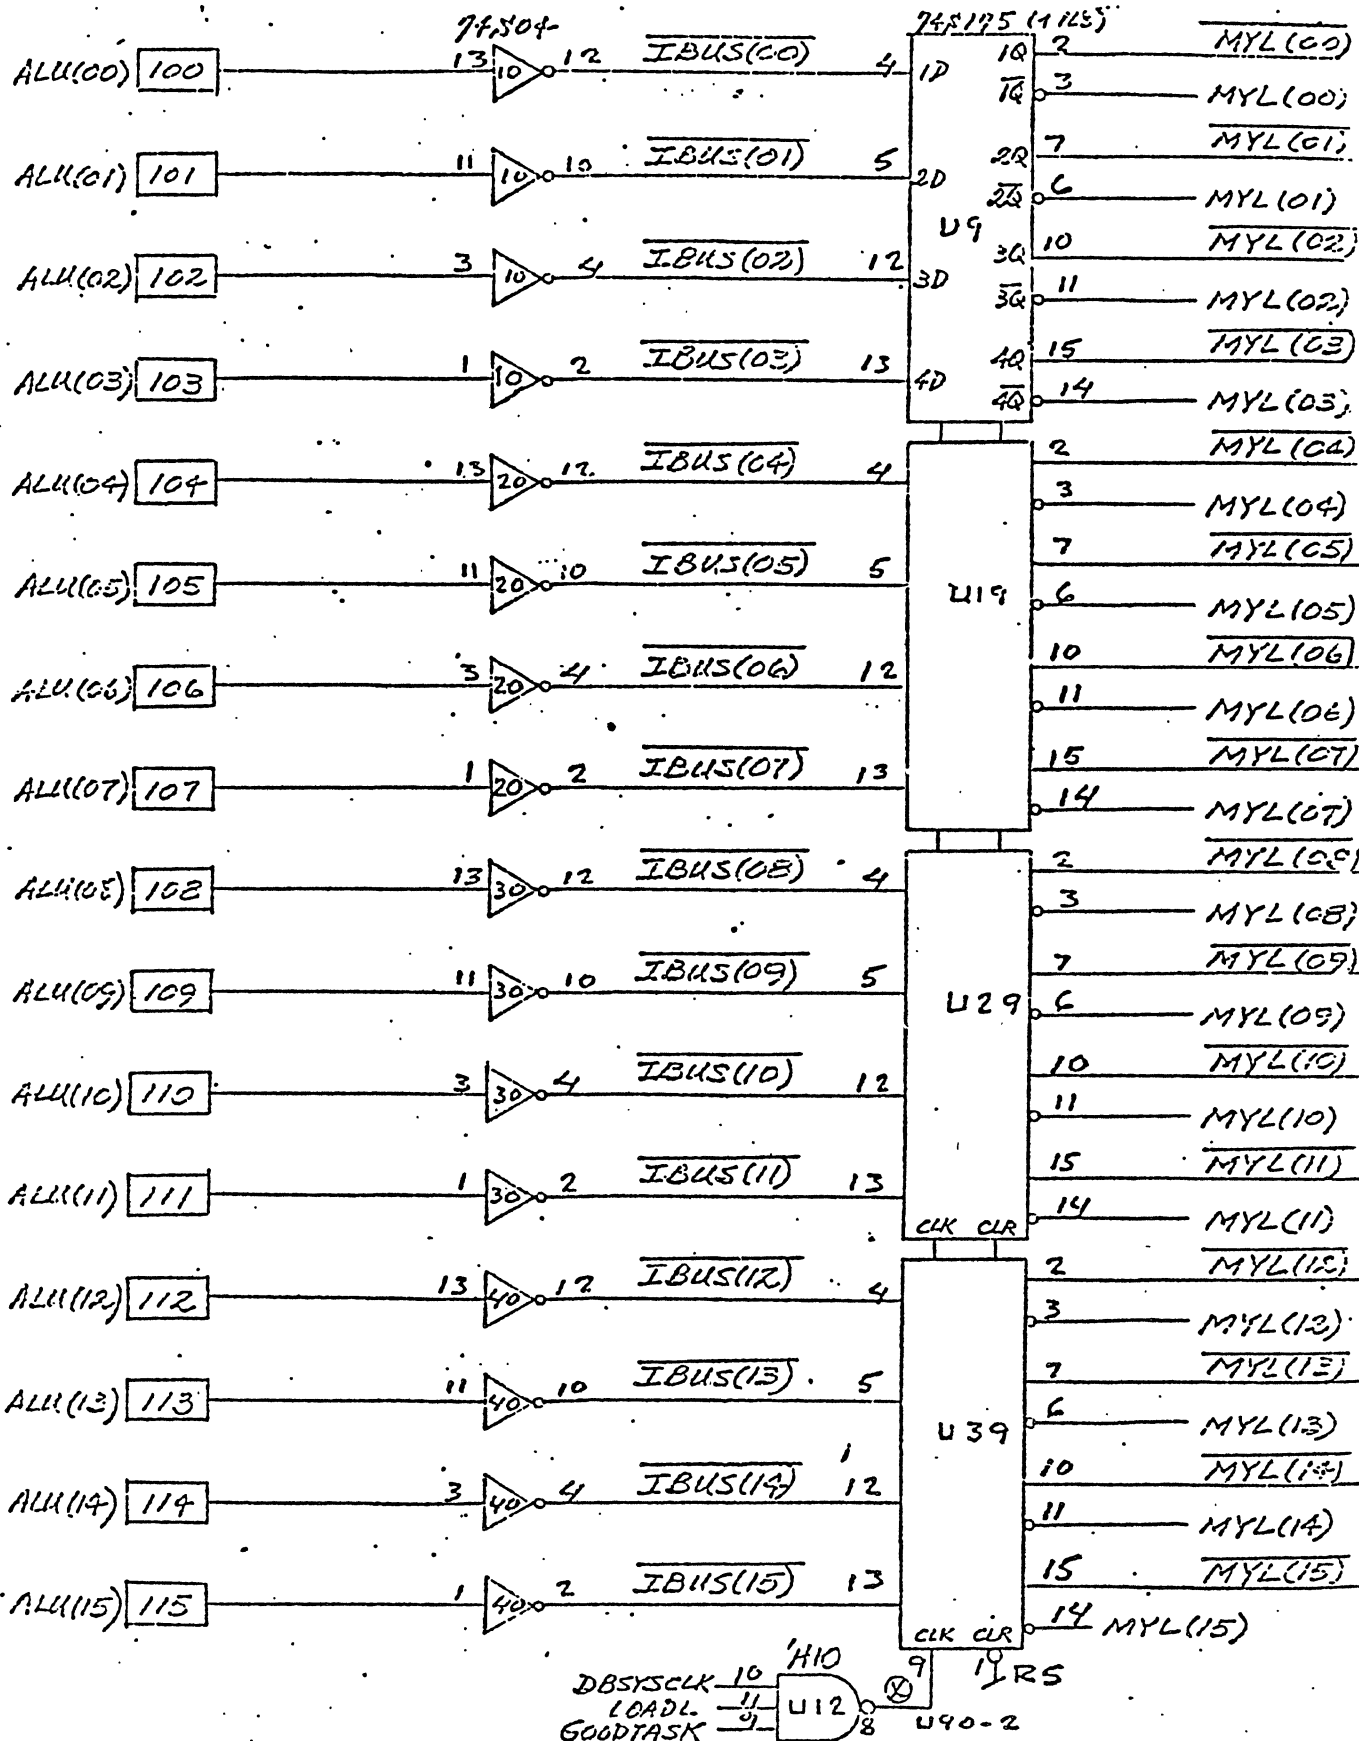 74S04 74S175 (4 IC'S)
ALU(00) 100 13 10 12 IBUS(00) 4 1D 1Q 2 MYL(00)
1Q 3 MYL(00)
ALU(01) 101 11 10 10 IBUS(01) 5 2D 2Q 7 MYL(01)
2Q 6 MYL(01)
U9
ALU(02) 102 3 10 4 IBUS(02) 12 3D 3Q 10 MYL(02)
3Q 11 MYL(02)
ALU(03) 103 1 10 2 IBUS(03) 13 4D 4Q 15 MYL(03)
4Q 14 MYL(03)
ALU(04) 104 13 20 12 IBUS(04) 4 2 MYL(04)
3 MYL(04)
ALU(05) 105 11 20 10 IBUS(05) 5 7 MYL(05)
U19 6 MYL(05)
ALU(06) 106 3 20 4 IBUS(06) 12 10 MYL(06)
11 MYL(06)
ALU(07) 107 1 20 2 IBUS(07) 13 15 MYL(07)
14 MYL(07)
ALU(08) 108 13 30 12 IBUS(08) 4 2 MYL(08)
3 MYL(08)
ALU(09) 109 11 30 10 IBUS(09) 5 7 MYL(09)
U29 6 MYL(09)
ALU(10) 110 3 30 4 IBUS(10) 12 10 MYL(10)
11 MYL(10)
ALU(11) 111 1 30 2 IBUS(11) 13 15 MYL(11)
CLK CLR 14 MYL(11)
ALU(12) 112 13 40 12 IBUS(12) 4 2 MYL(12)
3 MYL(12)
ALU(13) 113 11 40 10 IBUS(13) 5 7 MYL(13)
U39 6 MYL(13)
ALU(14) 114 3 40 4 IBUS(14) 12 10 MYL(14)
11 MYL(14)
ALU(15) 115 1 40 2 IBUS(15) 13 15 MYL(15)
CLK CLR 14 MYL(15)
'H10 9 1 RS
DBSYSCLK 10
LOADL 11 U12 8 U90-2
GOODTASK 9